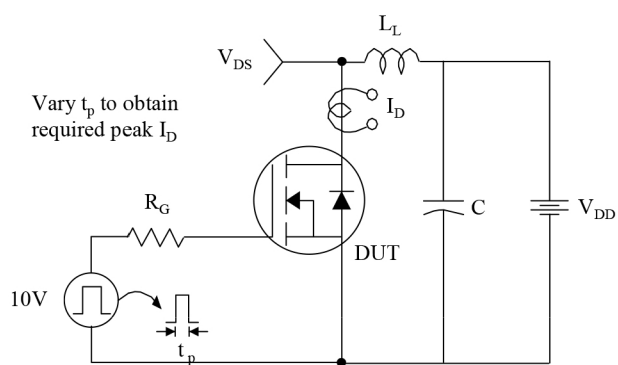 L_L
V_DS
Vary t_p to obtain
required peak I_D
I_D
R_G
C
V_DD
DUT
10V
t_p